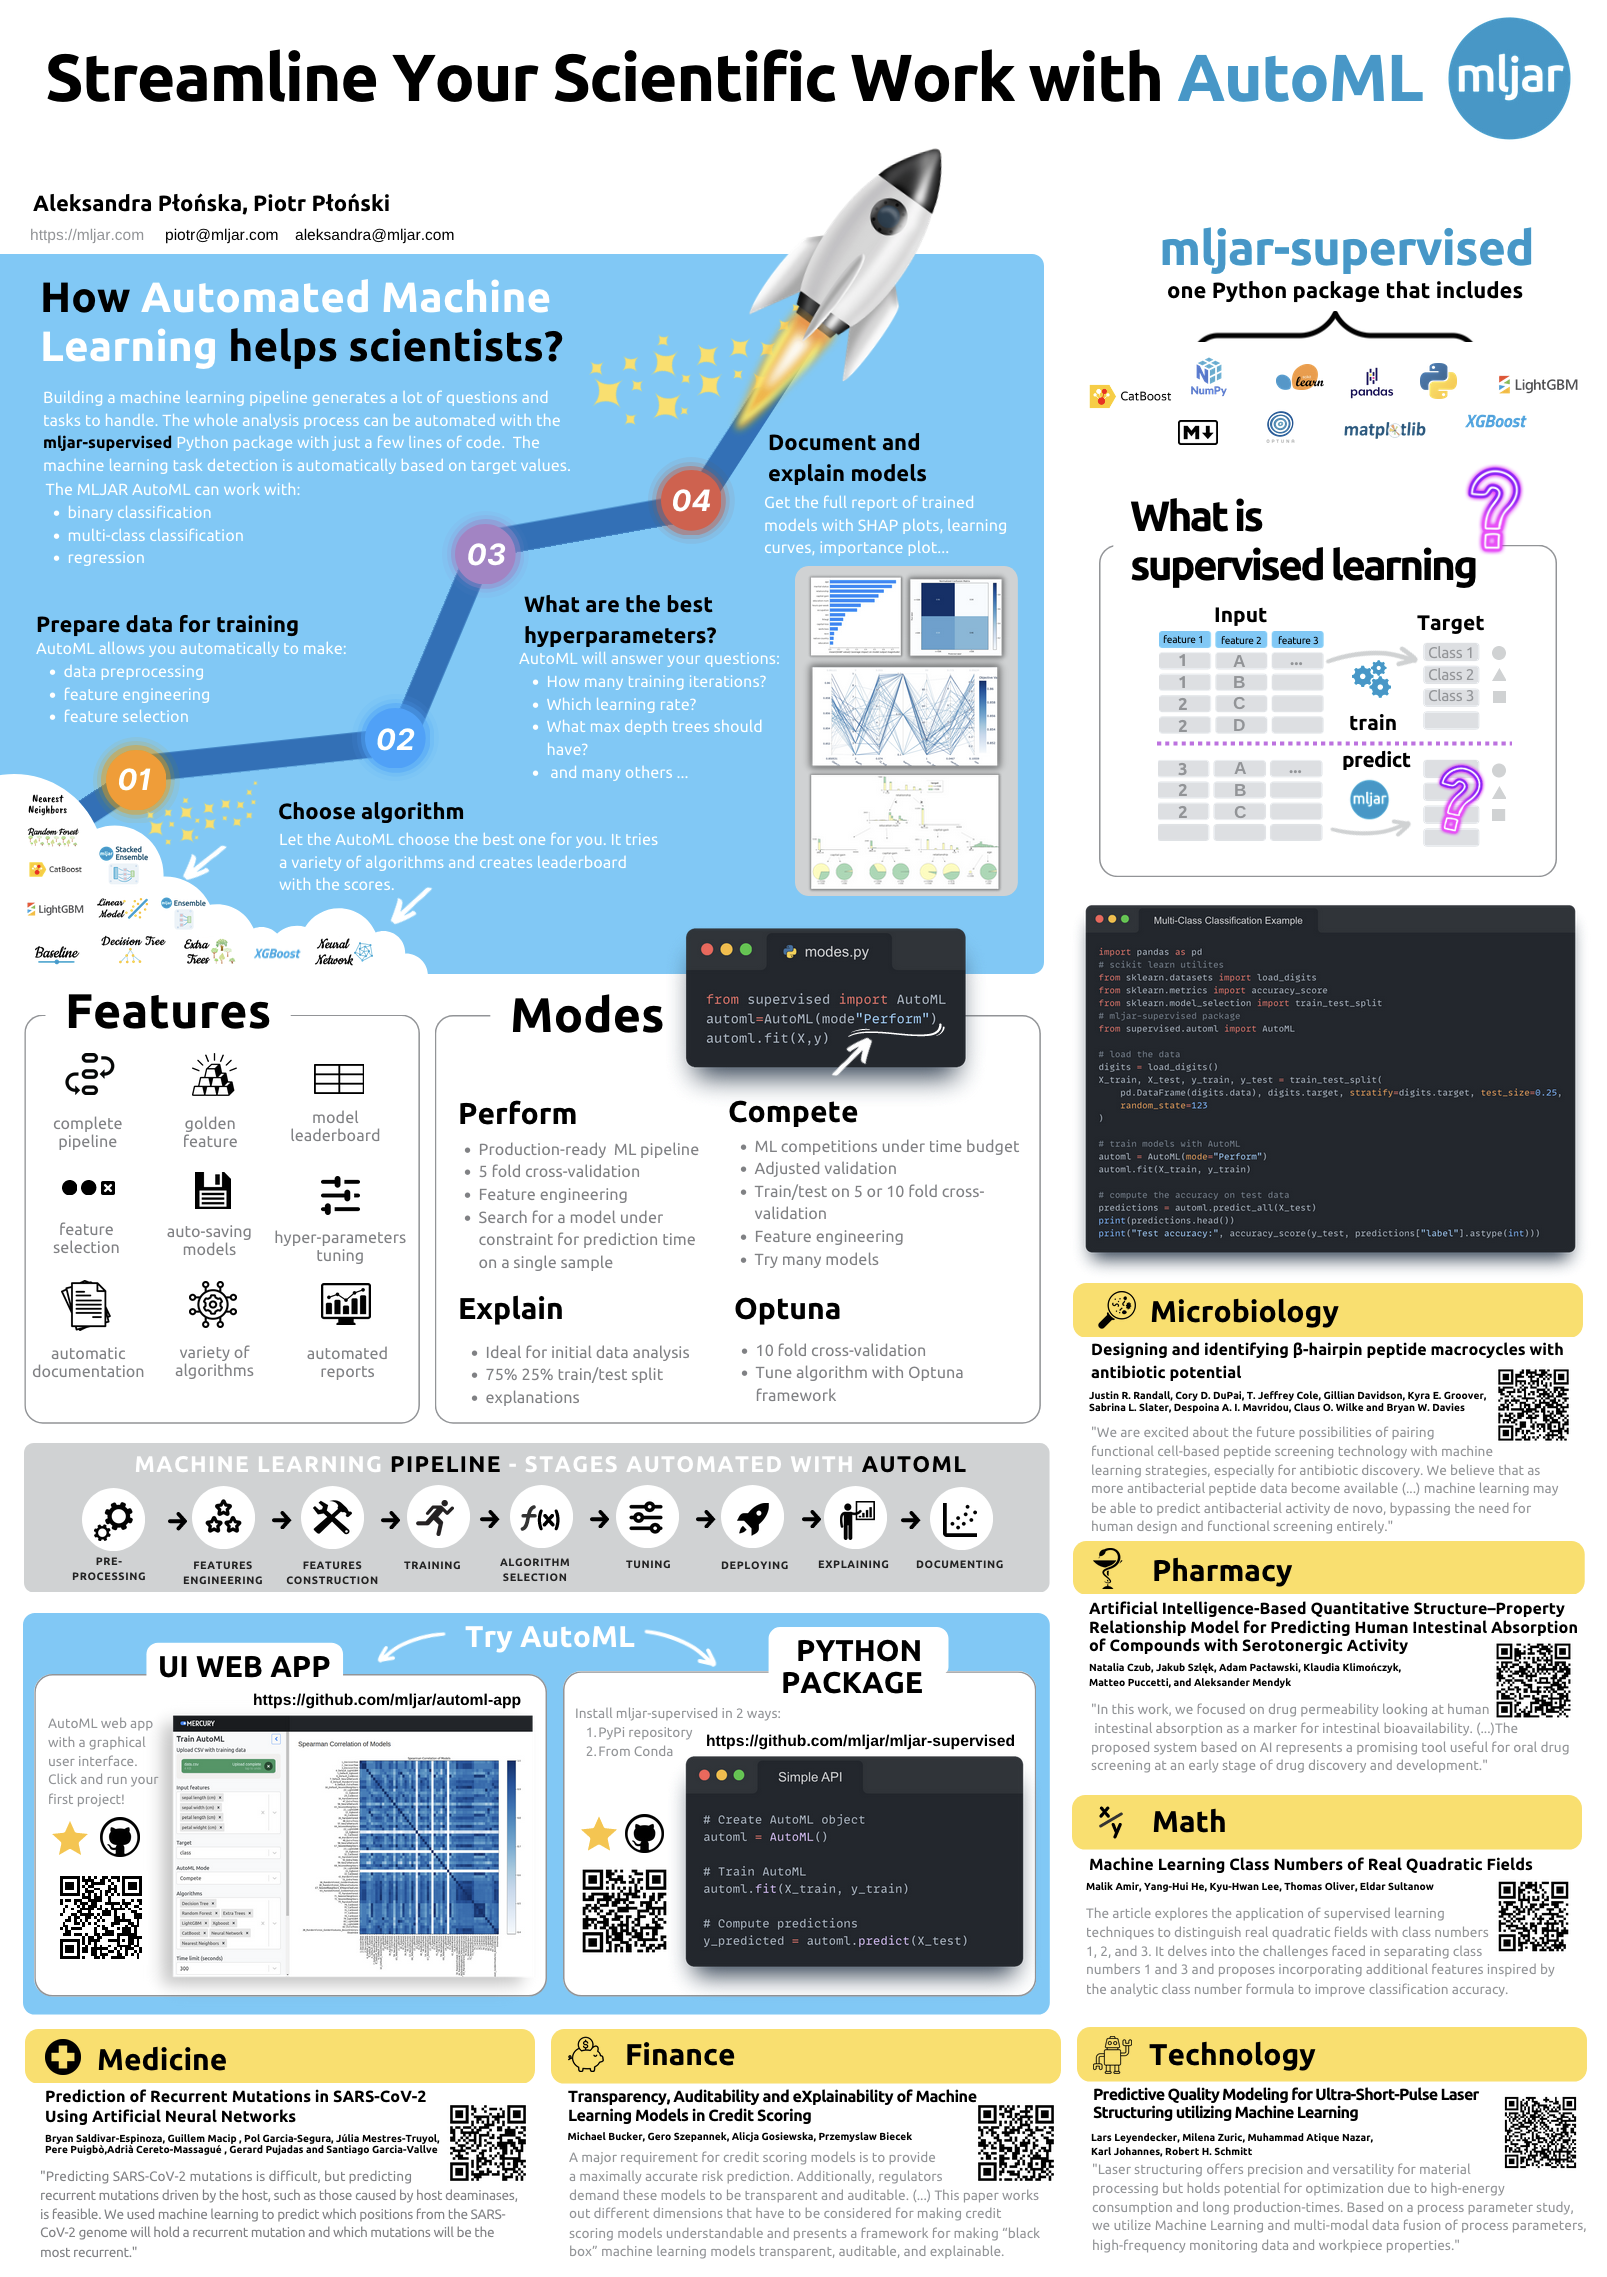 Streamline Your Scientific Work with AutoML
mljar
Aleksandra Płońska, Piotr Płoński
https://mljar.com piotr@mljar.com aleksandra@mljar.com
How Automated Machine
Learning helps scientists?
Building a machine learning pipeline generates a lot of questions and
tasks to handle. The whole analysis process can be automated with the
mljar-supervised Python package with just a few lines of code. The
machine learning task detection is automatically based on target values.
The MLJAR AutoML can work with:
• binary classification
• multi-class classification
• regression
Prepare data for training
AutoML allows you automatically to make:
• data preprocessing
• feature engineering
• feature selection
01
02
03
04
Choose algorithm
Let the AutoML choose the best one for you. It tries
a variety of algorithms and creates leaderboard
with the scores.
What are the best
hyperparameters?
AutoML will answer your questions:
• How many training iterations?
• Which learning rate?
• What max depth trees should
have?
• and many others ...
Document and
explain models
Get the full report of trained
models with SHAP plots, learning
curves, importance plot...
Nearest
Neighbors
Random Forest
mljar Stacked
Ensemble
CatBoost
LightGBM
Linear
Model
mljar Ensemble
Baseline
Decision Tree
Extra
Trees
XGBoost
Neural
Network
mljar-supervised
one Python package that includes
CatBoost
NumPy
learn
pandas
LightGBM
M
OPTUNA
matplotlib
XGBoost
What is
supervised learning
?
Input
Target
feature 1 feature 2 feature 3
1 A ...
1 B
2 C
2 D
Class 1
Class 2
Class 3
train
predict
3 A ...
2 B
2 C
mljar
?
Multi-Class Classification Example
import pandas as pd
# scikit learn utilites
from sklearn.datasets import load_digits
from sklearn.metrics import accuracy_score
from sklearn.model_selection import train_test_split
# mljar-supervised package
from supervised.automl import AutoML
# load the data
digits = load_digits()
X_train, X_test, y_train, y_test = train_test_split(
pd.DataFrame(digits.data), digits.target, stratify=digits.target, test_size=0.25,
random_state=123
)
# train models with AutoML
automl = AutoML(mode="Perform")
automl.fit(X_train, y_train)
# compute the accuracy on test data
predictions = automl.predict_all(X_test)
print(predictions.head())
print("Test accuracy:", accuracy_score(y_test, predictions["label"].astype(int)))
Features
complete
pipeline
golden
feature
model
leaderboard
feature
selection
auto-saving
models
hyper-parameters
tuning
automatic
documentation
variety of
algorithms
automated
reports
Modes
modes.py
from supervised import AutoML
automl=AutoML(mode"Perform")
automl.fit(X,y)
Perform
• Production-ready ML pipeline
• 5 fold cross-validation
• Feature engineering
• Search for a model under
constraint for prediction time
on a single sample
Compete
• ML competitions under time budget
• Adjusted validation
• Train/test on 5 or 10 fold cross-
validation
• Feature engineering
• Try many models
Explain
• Ideal for initial data analysis
• 75% 25% train/test split
• explanations
Optuna
• 10 fold cross-validation
• Tune algorithm with Optuna
framework
MACHINE LEARNING PIPELINE - STAGES AUTOMATED WITH AUTOML
f(x)
PRE-
PROCESSING
FEATURES
ENGINEERING
FEATURES
CONSTRUCTION
TRAINING
ALGORITHM
SELECTION
TUNING
DEPLOYING
EXPLAINING
DOCUMENTING
Try AutoML
UI WEB APP
https://github.com/mljar/automl-app
AutoML web app
with a graphical
user interface.
Click and run your
first project!
MERCURY
Train AutoML
Upload CSV with training data
Upload complete
Input features
sepal length (cm)
sepal width (cm)
petal length (cm)
petal widght (cm)
Target
class
AutoML Mode
Compete
Algorithms
Decision Tree
Random Forest Extra Trees
LightGBM Xgboost
CatBoost Neural Network
Nearest Neighbors
Time limit (seconds)
300
Spearman Correlation of Models
Spearman Correlation of Models
PYTHON
PACKAGE
Install mljar-supervised in 2 ways:
1.PyPi repository
2.From Conda
https://github.com/mljar/mljar-supervised
Simple API
# Create AutoML object
automl = AutoML()
# Train AutoML
automl.fit(X_train, y_train)
# Compute predictions
y_predicted = automl.predict(X_test)
Microbiology
Designing and identifying β-hairpin peptide macrocycles with
antibiotic potential
Justin R. Randall, Cory D. DuPai, T. Jeffrey Cole, Gillian Davidson, Kyra E. Groover,
Sabrina L. Slater, Despoina A. I. Mavridou, Claus O. Wilke and Bryan W. Davies
"We are excited about the future possibilities of pairing
functional cell-based peptide screening technology with machine
learning strategies, especially for antibiotic discovery. We believe that as
more antibacterial peptide data become available (...) machine learning may
be able to predict antibacterial activity de novo, bypassing the need for
human design and functional screening entirely."
Pharmacy
Artificial Intelligence-Based Quantitative Structure–Property
Relationship Model for Predicting Human Intestinal Absorption
of Compounds with Serotonergic Activity
Natalia Czub, Jakub Szlęk, Adam Pacławski, Klaudia Klimończyk,
Matteo Puccetti, and Aleksander Mendyk
"In this work, we focused on drug permeability looking at human
intestinal absorption as a marker for intestinal bioavailability. (...)The
proposed system based on AI represents a promising tool useful for oral drug
screening at an early stage of drug discovery and development."
x/y
Math
Machine Learning Class Numbers of Real Quadratic Fields
Malik Amir, Yang-Hui He, Kyu-Hwan Lee, Thomas Oliver, Eldar Sultanow
The article explores the application of supervised learning
techniques to distinguish real quadratic fields with class numbers
1, 2, and 3. It delves into the challenges faced in separating class
numbers 1 and 3 and proposes incorporating additional features inspired by
the analytic class number formula to improve classification accuracy.
Medicine
Prediction of Recurrent Mutations in SARS-CoV-2
Using Artificial Neural Networks
Bryan Saldivar-Espinoza, Guillem Macip , Pol Garcia-Segura, Júlia Mestres-Truyol,
Pere Puigbò,Adrià Cereto-Massagué , Gerard Pujadas and Santiago Garcia-Vallve
"Predicting SARS-CoV-2 mutations is difficult, but predicting
recurrent mutations driven by the host, such as those caused by host deaminases,
is feasible. We used machine learning to predict which positions from the SARS-
CoV-2 genome will hold a recurrent mutation and which mutations will be the
most recurrent."
Finance
Transparency, Auditability and eXplainability of Machine
Learning Models in Credit Scoring
Michael Bucker, Gero Szepannek, Alicja Gosiewska, Przemyslaw Biecek
A major requirement for credit scoring models is to provide
a maximally accurate risk prediction. Additionally, regulators
demand these models to be transparent and auditable. (...) This paper works
out different dimensions that have to be considered for making credit
scoring models understandable and presents a framework for making "black
box" machine learning models transparent, auditable, and explainable.
Technology
Predictive Quality Modeling for Ultra-Short-Pulse Laser
Structuring utilizing Machine Learning
Lars Leyendecker, Milena Zuric, Muhammad Atique Nazar,
Karl Johannes, Robert H. Schmitt
"Laser structuring offers precision and versatility for material
processing but holds potential for optimization due to high-energy
consumption and long production-times. Based on a process parameter study,
we utilize Machine Learning and multi-modal data fusion of process parameters,
high-frequency monitoring data and workpiece properties."